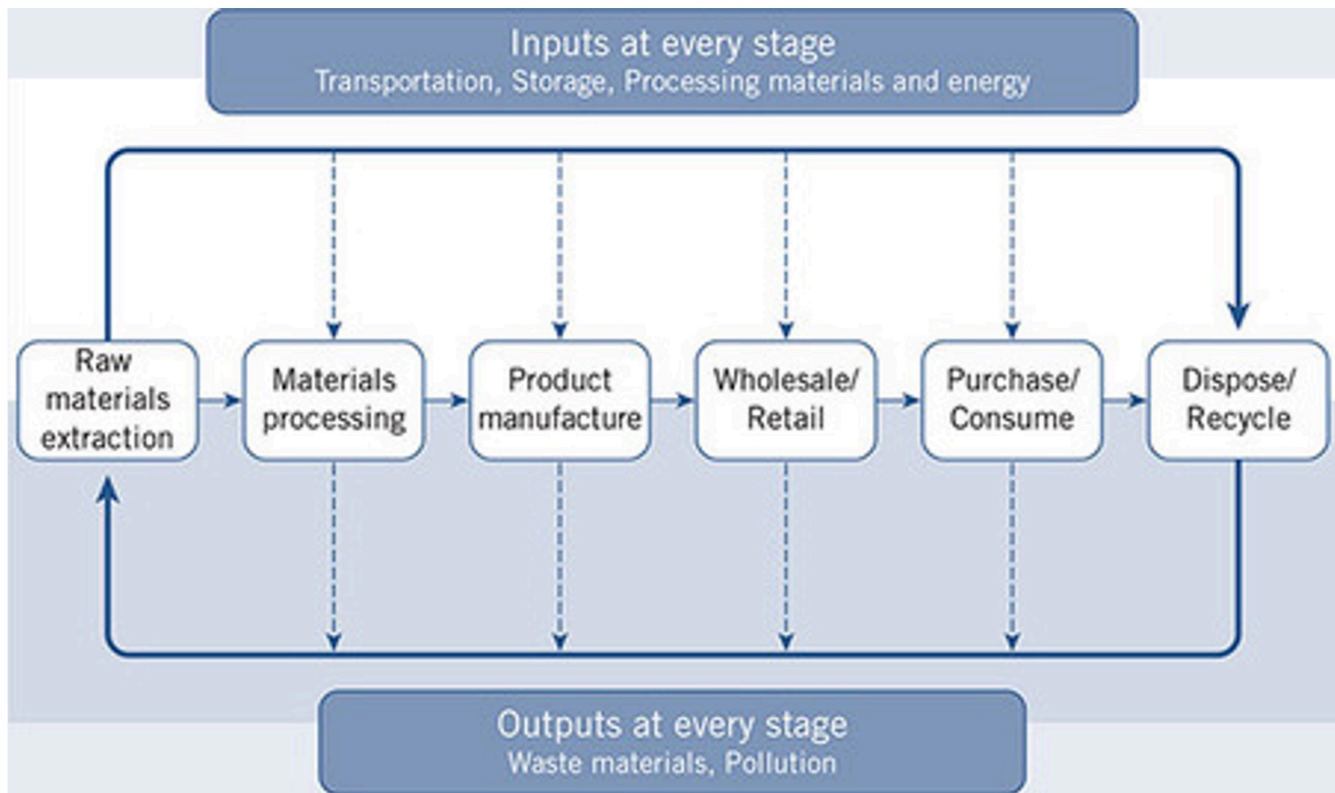 Inputs at every stage
Transportation, Storage, Processing materials and energy
Raw
materials
extraction
Materials
processing
Product
manufacture
Wholesale/
Retail
Purchase/
Consume
Dispose/
Recycle
Outputs at every stage
Waste materials, Pollution